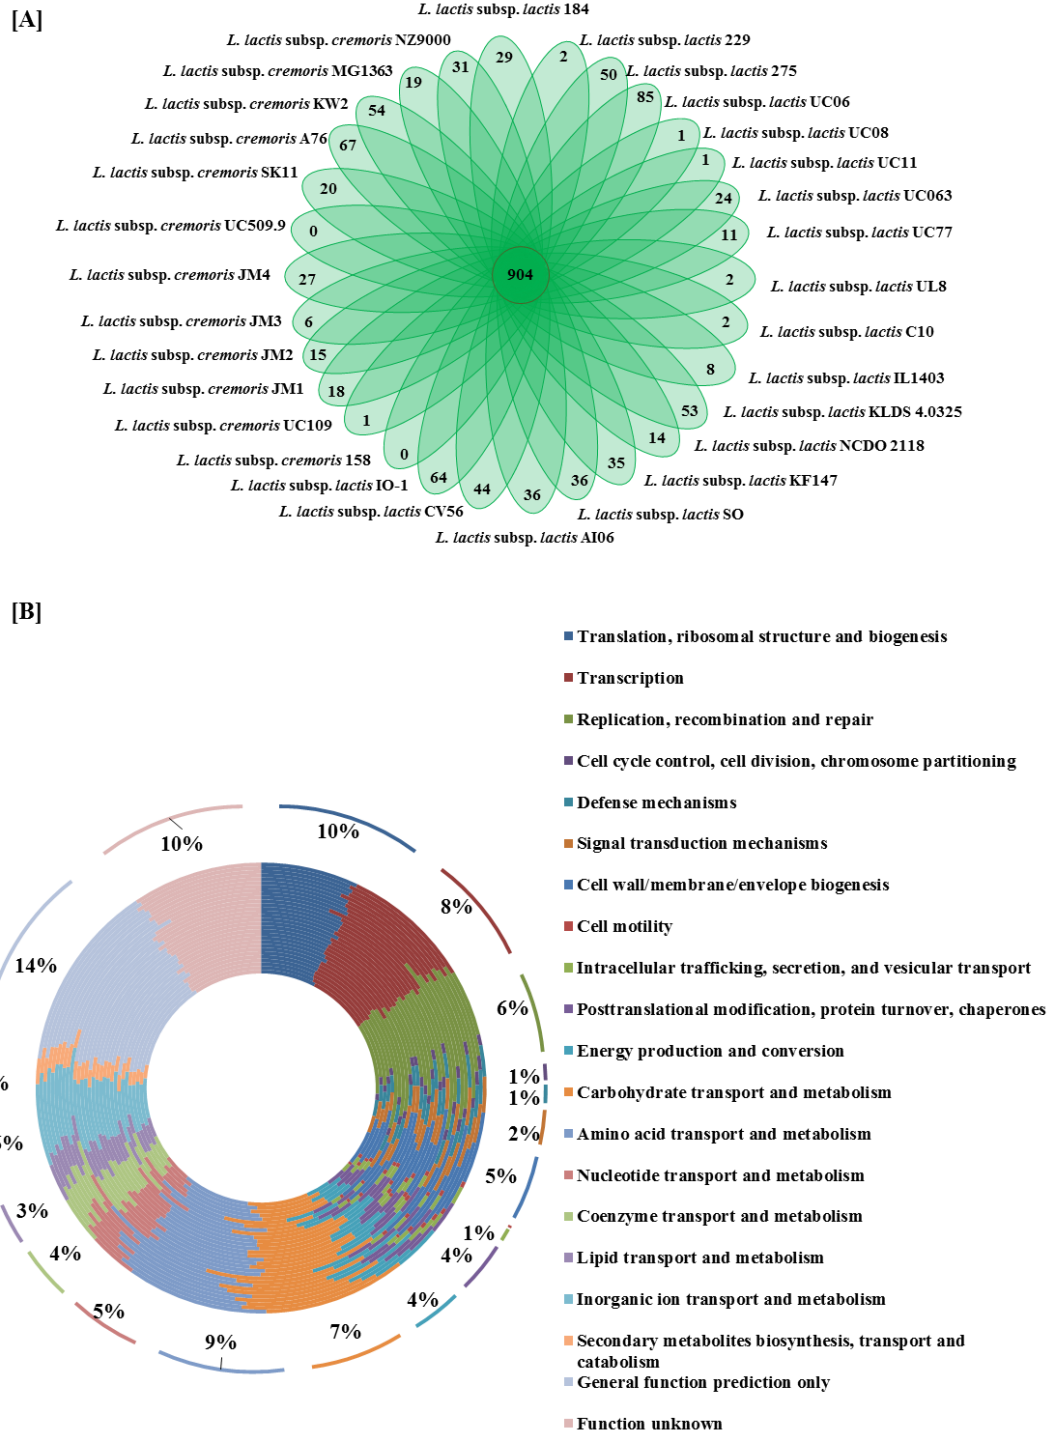 [A]
L. lactis subsp. lactis 184
L. lactis subsp. cremoris NZ9000
L. lactis subsp. lactis 229
L. lactis subsp. cremoris MG1363
L. lactis subsp. lactis 275
L. lactis subsp. cremoris KW2
L. lactis subsp. lactis UC06
L. lactis subsp. cremoris A76
L. lactis subsp. lactis UC08
L. lactis subsp. cremoris SK11
L. lactis subsp. lactis UC11
L. lactis subsp. lactis UC063
L. lactis subsp. cremoris UC509.9
L. lactis subsp. lactis UC77
L. lactis subsp. cremoris JM4
L. lactis subsp. lactis UL8
L. lactis subsp. cremoris JM3
L. lactis subsp. lactis C10
L. lactis subsp. cremoris JM2
L. lactis subsp. lactis IL1403
L. lactis subsp. cremoris JM1
L. lactis subsp. lactis KLDS 4.0325
L. lactis subsp. cremoris UC109
L. lactis subsp. lactis NCDO 2118
L. lactis subsp. cremoris 158
L. lactis subsp. lactis KF147
L. lactis subsp. lactis IO-1
L. lactis subsp. lactis CV56
L. lactis subsp. lactis SO
L. lactis subsp. lactis AI06
29
2
50
85
1
1
24
11
2
2
8
53
14
35
36
36
44
64
0
1
18
15
6
27
0
20
67
54
19
31
904
[B]
Translation, ribosomal structure and biogenesis
Transcription
Replication, recombination and repair
Cell cycle control, cell division, chromosome partitioning
Defense mechanisms
Signal transduction mechanisms
Cell wall/membrane/envelope biogenesis
Cell motility
Intracellular trafficking, secretion, and vesicular transport
Posttranslational modification, protein turnover, chaperones
Energy production and conversion
Carbohydrate transport and metabolism
Amino acid transport and metabolism
Nucleotide transport and metabolism
Coenzyme transport and metabolism
Lipid transport and metabolism
Inorganic ion transport and metabolism
Secondary metabolites biosynthesis, transport and
catabolism
General function prediction only
Function unknown
10%
8%
6%
1%
1%
2%
5%
1%
4%
4%
7%
9%
5%
4%
3%
%
14%
10%